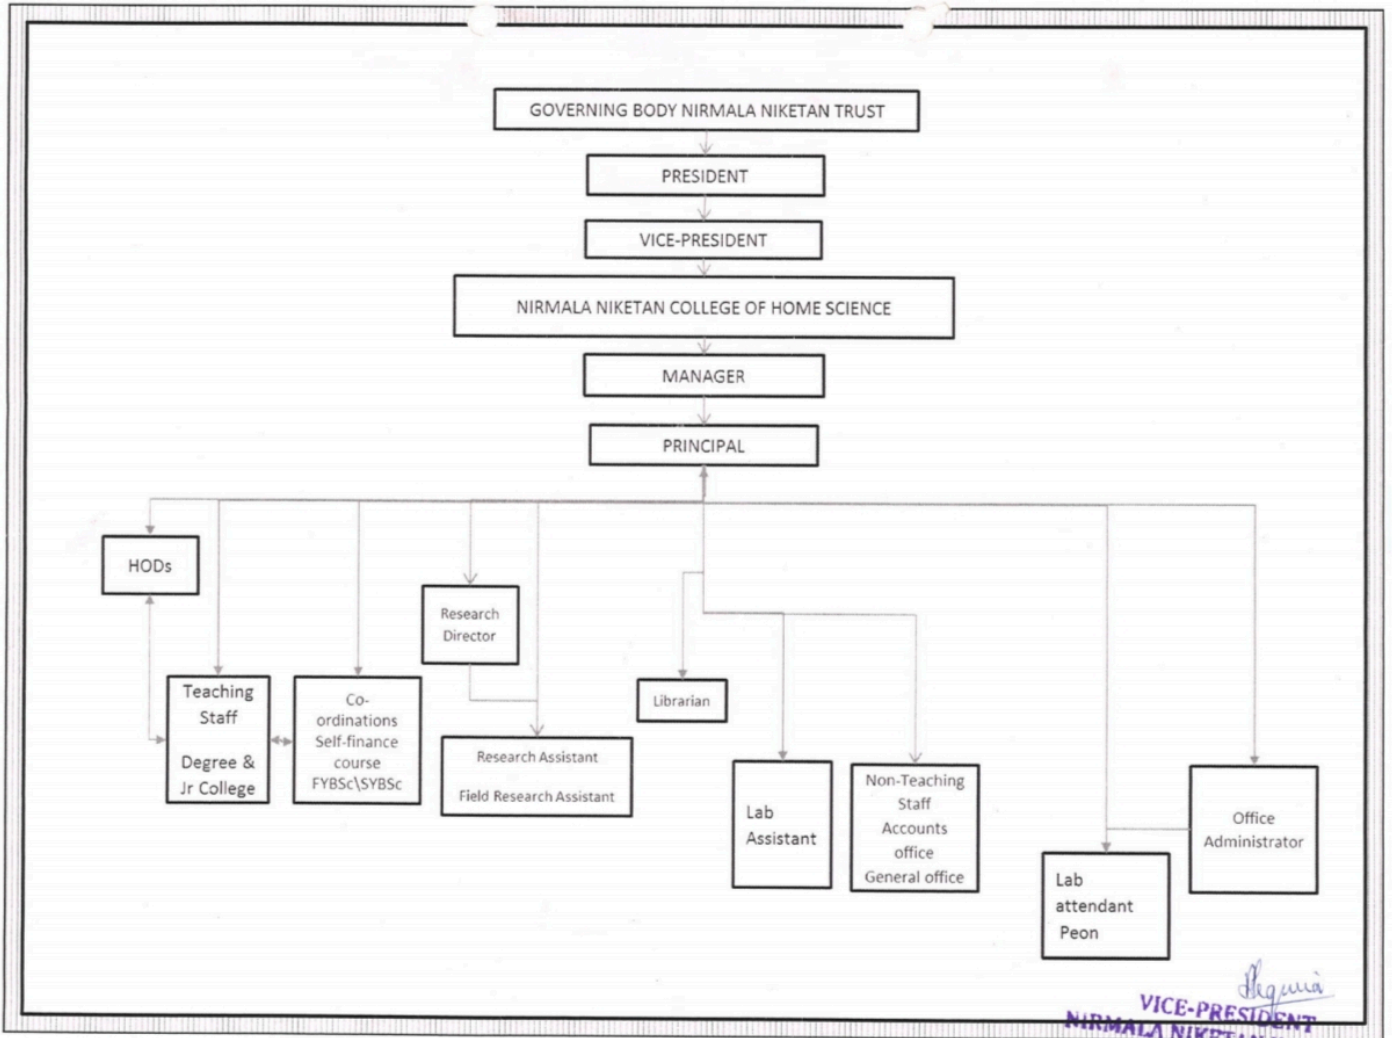 GOVERNING BODY NIRMALA NIKETAN TRUST
PRESIDENT
VICE-PRESIDENT
NIRMALA NIKETAN COLLEGE OF HOME SCIENCE
MANAGER
PRINCIPAL
HODs
Research
Director
Teaching
Staff
Degree &
Jr College
Co-
ordinations
Self-finance
course
FYBSc\SYBSc
Librarian
Research Assistant
Field Research Assistant
Lab
Assistant
Non-Teaching
Staff
Accounts
office
General office
Office
Administrator
Lab
attendant
Peon
VICE-PRESIDENT
NIRMALA NIKETAN